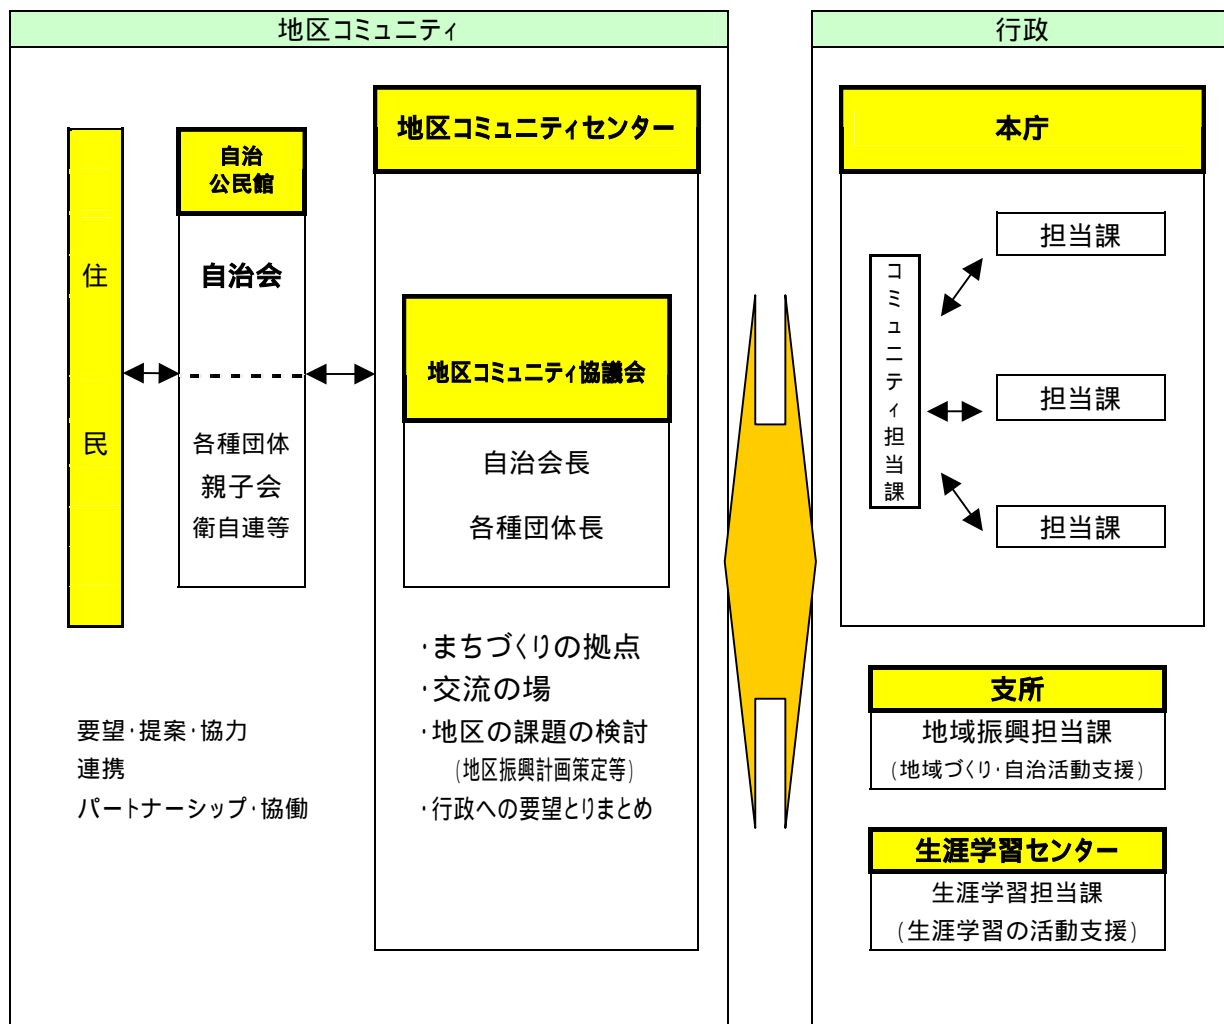 地区コミュニティ
行政
住民
自治
公民館
自治会
各種団体
親子会
衛自連等
地区コミュニティセンター
地区コミュニティ協議会
自治会長
各種団体長
・まちづくりの拠点
・交流の場
・地区の課題の検討
(地区振興計画策定等)
・行政への要望とりまとめ
要望・提案・協力
連携
パートナーシップ・協働
本庁
コミュニティ担当課
担当課
担当課
担当課
支所
地域振興担当課
(地域づくり・自治活動支援)
生涯学習センター
生涯学習担当課
(生涯学習の活動支援)